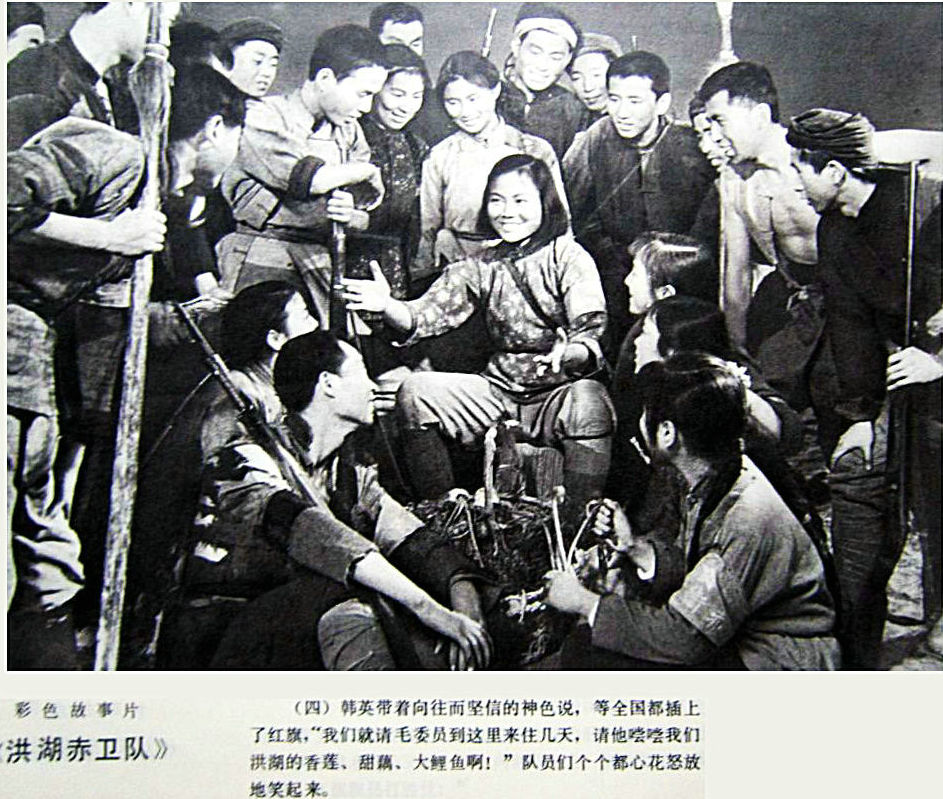 彩色故事片
《洪湖赤卫队》
（四）韩英带着向往而坚信的神色说，等全国都插上
了红旗，“我们就请毛委员到这里来住几天，请他尝尝我们
洪湖的香莲、甜藕、大鲤鱼啊！”队员们个个都心花怒放
地笑起来。